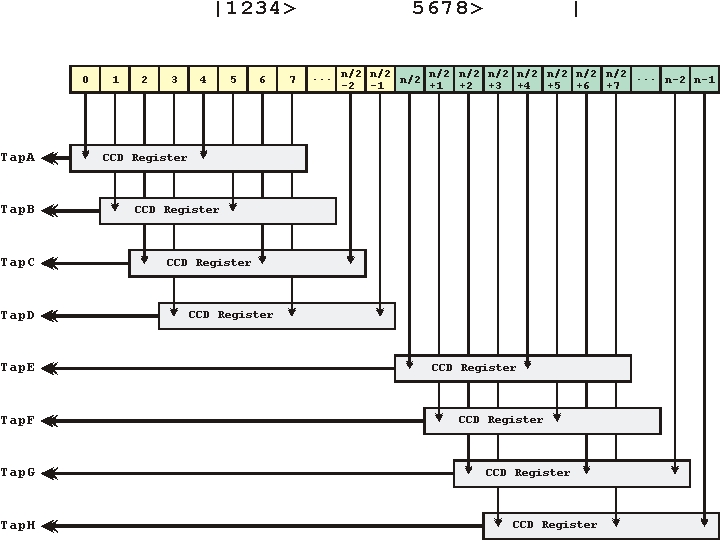 |1234> 5678> |
0 1 2 3 4 5 6 7 ... n/2 -2 n/2 -1 n/2 n/2 +1 n/2 +2 n/2 +3 n/2 +4 n/2 +5 n/2 +6 n/2 +7 ... n-2 n-1
TapA CCD Register
TapB CCD Register
TapC CCD Register
TapD CCD Register
TapE CCD Register
TapF CCD Register
TapG CCD Register
TapH CCD Register